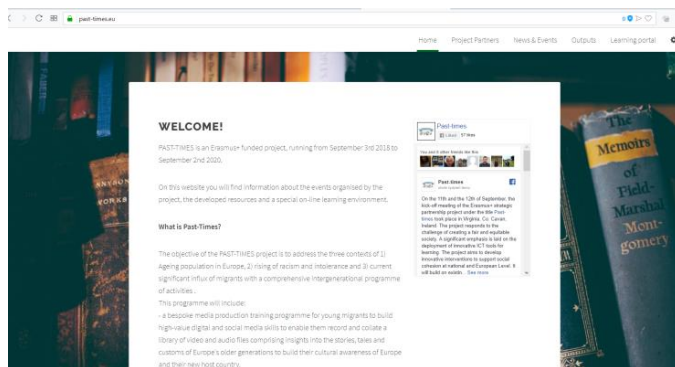 past-times.eu
Home Project Partners News & Events Outputs Learning portal
WELCOME!
PAST-TIMES is an Erasmus+ funded project, running from September 3rd 2018 to
September 2nd 2020.
On this website you will find information about the events organised by the
project, the developed resources and a special on-line learning environment.
What is Past-Times?
The objective of the PAST-TIMES project is to address the three contexts of 1)
Ageing population in Europe, 2) rising of racism and intolerance and 3) current
significant influx of migrants with a comprehensive intergenerational programme
of activities .
This programme will include:
- a bespoke media production training programme for young migrants to build
high-value digital and social media skills to enable them record and collate a
library of video and audio files comprising insights into the stories, tales and
customs of Europe's older generations to build their cultural awareness of Europe
and their new host country.
Past-times
Liked 57 likes
You and 8 other friends like this
Past-times
On the 11th and the 12th of September, the
kick-off meeting of the Erasmus+ strategic
partnership project under the title Past-
times took place in Virginia, Co. Cavan,
Ireland. The project responds to the
challenge of creating a fair and equitable
society. A significant emphasis is laid on the
deployment of innovative ICT tools for
learning. The project aims to develop
innovative interventions to support social
cohesion at national and European Level. It
will build on existin... See more
The
Memoirs
of
Field-
Marshal
Mont-
gomery
WORKS